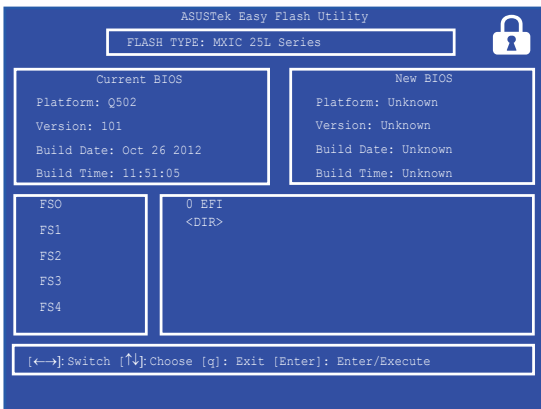 ASUSTek Easy Flash Utility
FLASH TYPE: MXIC 25L Series
Current BIOS
Platform: Q502
Version: 101
Build Date: Oct 26 2012
Build Time: 11:51:05
New BIOS
Platform: Unknown
Version: Unknown
Build Date: Unknown
Build Time: Unknown
FSO
FS1
FS2
FS3
FS4
0 EFI
<DIR>
[←→]: Switch [↑↓]: Choose [q]: Exit [Enter]: Enter/Execute